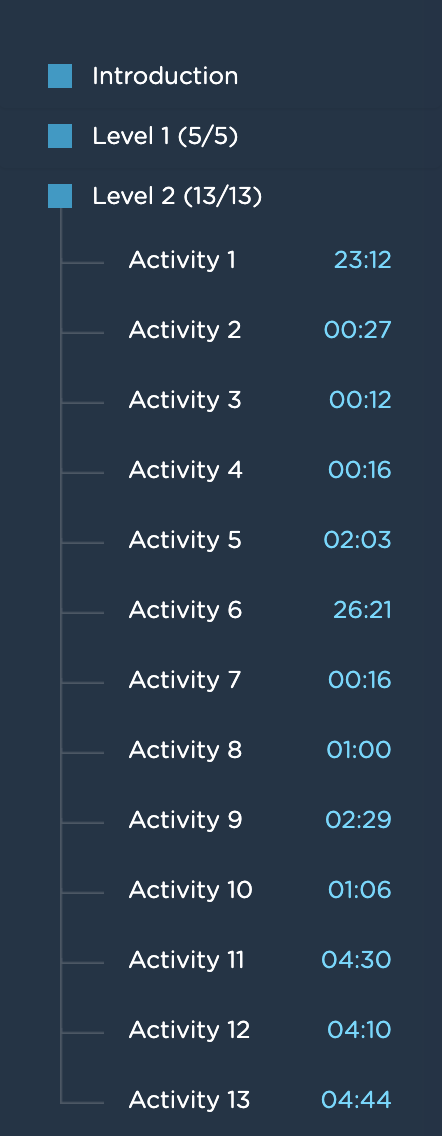 Introduction
Level 1 (5/5)
Level 2 (13/13)
Activity 1 23:12
Activity 2 00:27
Activity 3 00:12
Activity 4 00:16
Activity 5 02:03
Activity 6 26:21
Activity 7 00:16
Activity 8 01:00
Activity 9 02:29
Activity 10 01:06
Activity 11 04:30
Activity 12 04:10
Activity 13 04:44